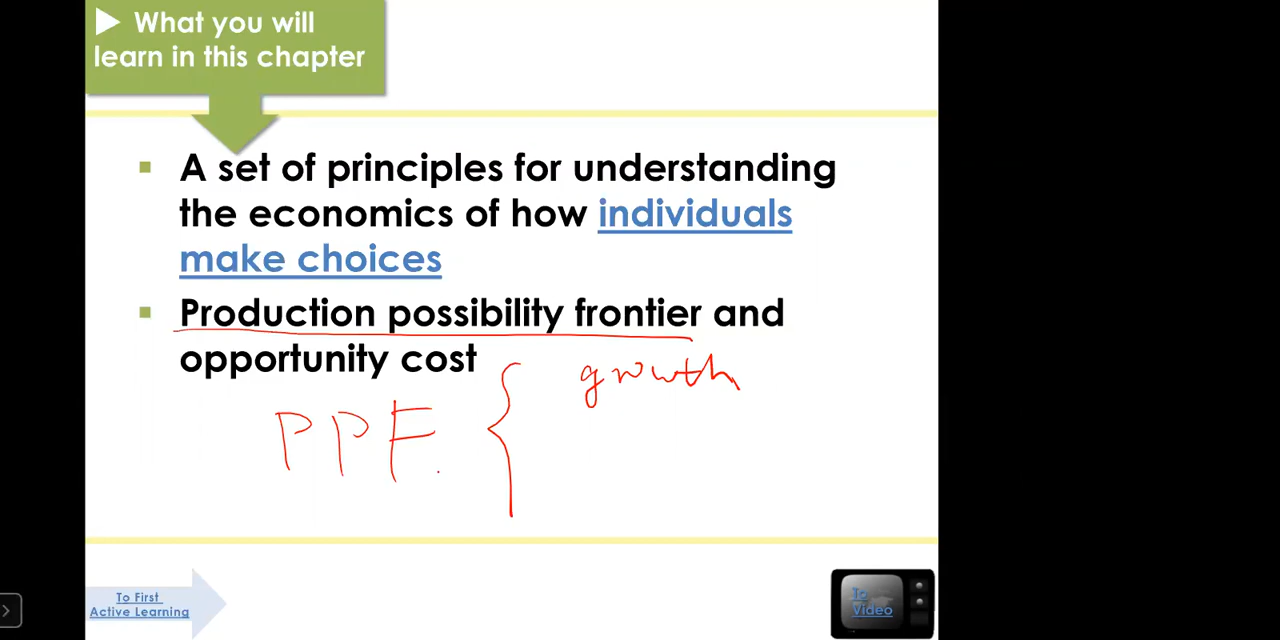 What you will
learn in this chapter
A set of principles for understanding
the economics of how individuals
make choices
Production possibility frontier and
opportunity cost
growth
PPF.
To First
Active Learning
To
Video